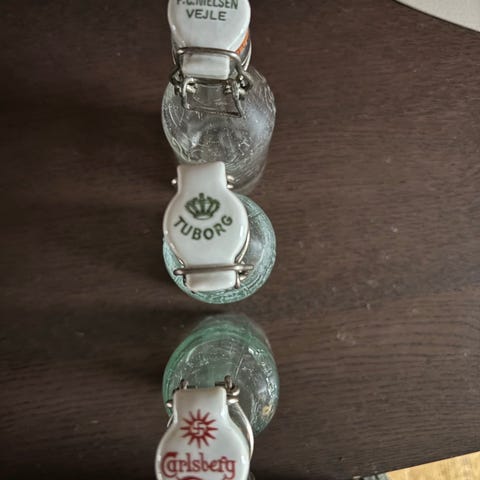 P.C. NIELSEN
VEJLE
TUBORG
Carlsberg